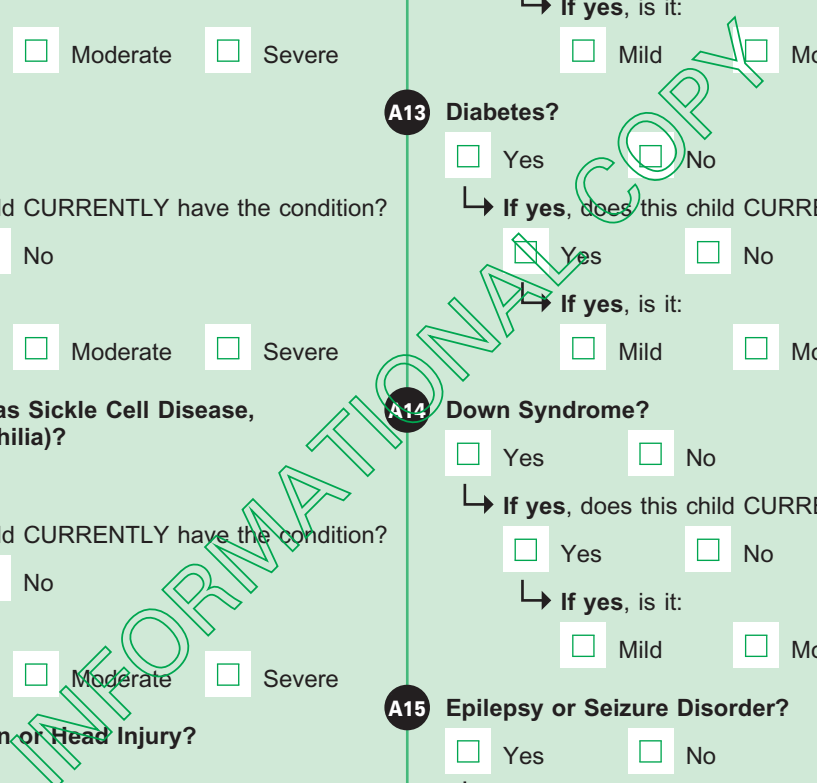 Moderate Severe
ld CURRENTLY have the condition?
No
Moderate Severe
as Sickle Cell Disease,
hilia)?
ld CURRENTLY have the condition?
No
Moderate Severe
n or Head Injury?
If yes, is it:
Mild Mo
A13 Diabetes?
Yes No
If yes, does this child CURRE
Yes No
If yes, is it:
Mild Mo
A14 Down Syndrome?
Yes No
If yes, does this child CURRE
Yes No
If yes, is it:
Mild Mo
A15 Epilepsy or Seizure Disorder?
Yes No
INFORMATIONAL COPY